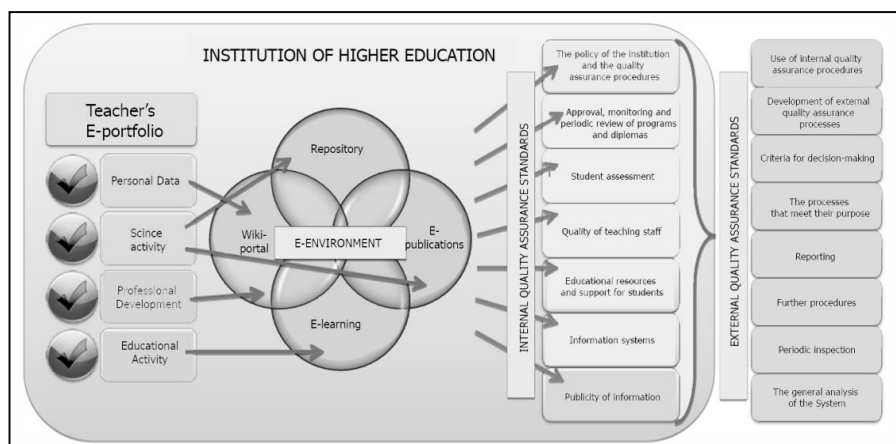 INSTITUTION OF HIGHER EDUCATION
Teacher's
E-portfolio
Personal Data
Scince
activity
Professional
Development
Educational
Activity
Repository
Wiki-
portal
E-ENVIRONMENT
E-
publications
E-learning
INTERNAL QUALITY ASSURANCE STANDARDS
The policy of the institution
and the quality
assurance procedures
Approval, monitoring and
periodic review of programs
and diplomas
Student assessment
Quality of teaching staff
Educational resources
and support for students
Information systems
Publicity of information
EXTERNAL QUALITY ASSURANCE STANDARDS
Use of internal quality
assurance procedures
Development of external
quality assurance
processes
Criteria for decision-making
The processes
that meet their purpose
Reporting
Further procedures
Periodic inspection
The general analysis
of the System